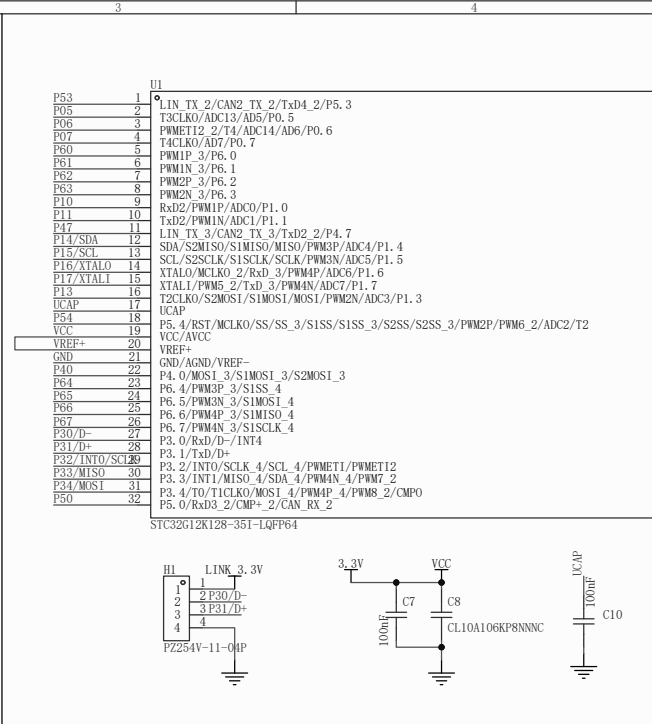 3 4
U1
P53 1 LIN_TX_2/CAN2_TX_2/TxD4_2/P5.3
P05 2 T3CLKO/ADC13/AD5/P0.5
P06 3 PWMETI2_2/T4/ADC14/AD6/P0.6
P07 4 T4CLKO/AD7/P0.7
P60 5 PWM1P_3/P6.0
P61 6 PWM1N_3/P6.1
P62 7 PWM2P_3/P6.2
P63 8 PWM2N_3/P6.3
P10 9 RxD2/PWM1P/ADC0/P1.0
P11 10 TxD2/PWM1N/ADC1/P1.1
P47 11 LIN_TX_3/CAN2_TX_3/TxD2_2/P4.7
P14/SDA 12 SDA/S2MISO/S1MISO/MISO/PWM3P/ADC4/P1.4
P15/SCL 13 SCL/S2SCLK/S1SCLK/SCLK/PWM3N/ADC5/P1.5
P16/XTALO 14 XTALO/MCLKO_2/RxD_3/PWM4P/ADC6/P1.6
P17/XTALI 15 XTALI/PWM5_2/TxD_3/PWM4N/ADC7/P1.7
P13 16 T2CLKO/S2MOSI/S1MOSI/MOSI/PWM2N/ADC3/P1.3
UCAP 17 UCAP
P54 18 P5.4/RST/MCLKO/SS/SS_3/S1SS/S1SS_3/S2SS/S2SS_3/PWM2P/PWM6_2/ADC2/T2
VCC 19 VCC/AVCC
VREF+ 20 VREF+
GND 21 GND/AGND/VREF-
P40 22 P4.0/MOSI_3/S1MOSI_3/S2MOSI_3
P64 23 P6.4/PWM3P_3/S1SS_4
P65 24 P6.5/PWM3N_3/S1MOSI_4
P66 25 P6.6/PWM4P_3/S1MISO_4
P67 26 P6.7/PWM4N_3/S1SCLK_4
P30/D- 27 P3.0/RxD/D-/INT4
P31/D+ 28 P3.1/TxD/D+
P32/INT0/SCLK 29 P3.2/INT0/SCLK_4/SCL_4/PWMETI/PWMETI2
P33/MISO 30 P3.3/INT1/MISO_4/SDA_4/PWM4N_4/PWM7_2
P34/MOSI 31 P3.4/T0/T1CLKO/MOSI_4/PWM4P_4/PWM8_2/CMPO
P50 32 P5.0/RxD3_2/CMP+_2/CAN_RX_2
STC32G12K128-35I-LQFP64
H1 LINK_3.3V
1 1
2 2 P30/D-
3 3 P31/D+
4 4
PZ254V-11-04P
3.3V VCC
C7 C8
100nF CL10A106KP8NNNC
UCAP
100nF
C10